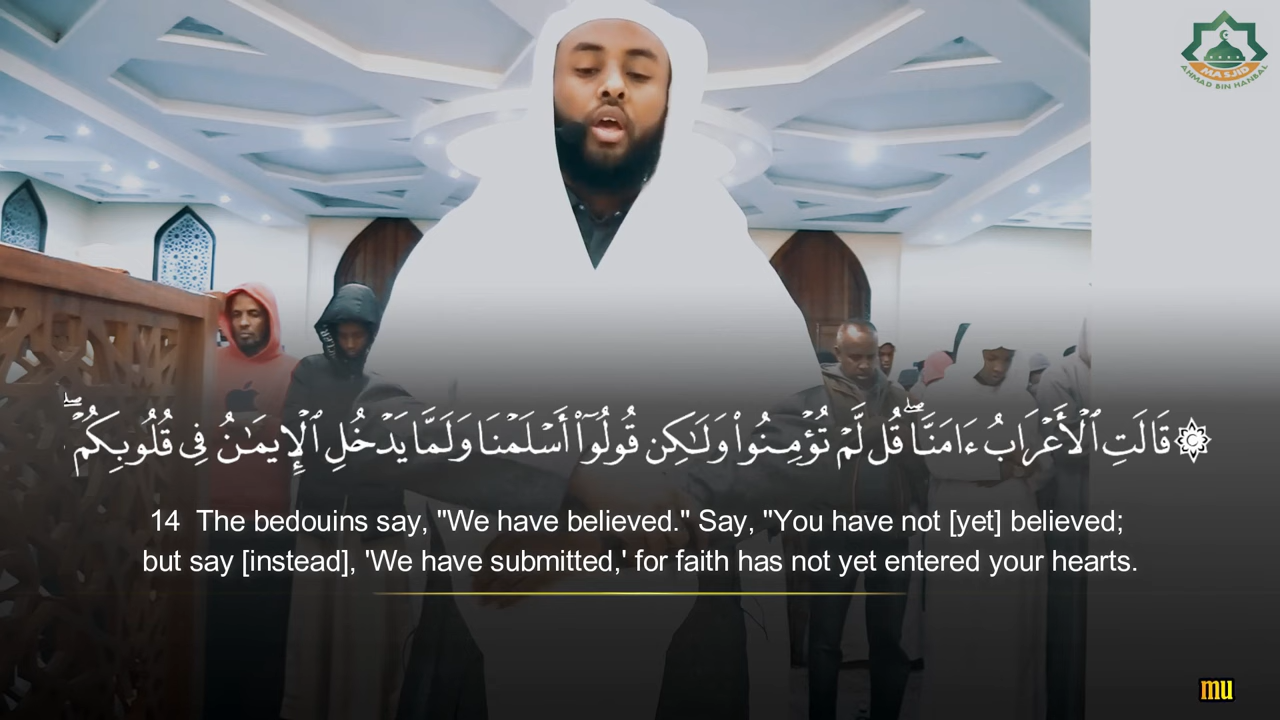 MASJID
AHMAD BIN HANBAL
۞ قَالَتِ ٱلْأَعْرَابُ ءَامَنَّا ۖ قُل لَّمْ تُؤْمِنُوا۟ وَلَـٰكِن قُولُوٓا۟ أَسْلَمْنَا وَلَمَّا يَدْخُلِ ٱلْإِيمَـٰنُ فِى قُلُوبِكُمْ ۖ
14 The bedouins say, "We have believed." Say, "You have not [yet] believed;
but say [instead], 'We have submitted,' for faith has not yet entered your hearts.
mu